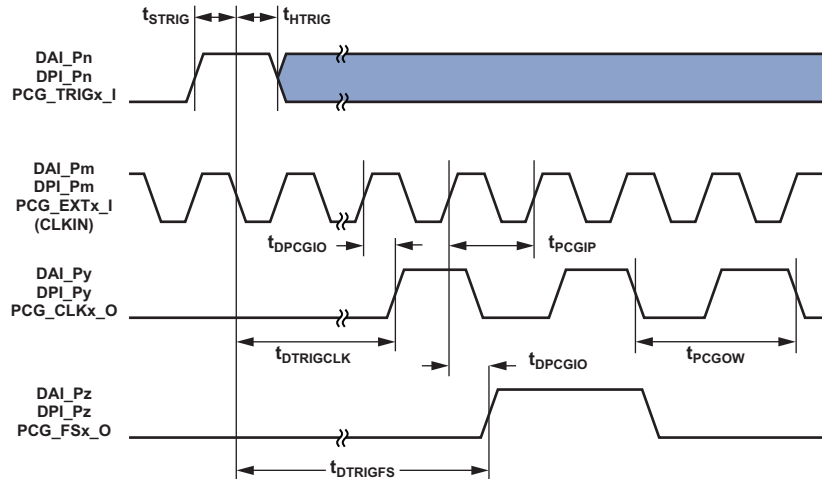 tSTRIG
tHTRIG
DAI_Pn
DPI_Pn
PCG_TRIGx_I
DAI_Pm
DPI_Pm
PCG_EXTx_I
(CLKIN)
tDPCGIO
tPCGIP
DAI_Py
DPI_Py
PCG_CLKx_O
tDTRIGCLK
tDPCGIO
tPCGOW
DAI_Pz
DPI_Pz
PCG_FSx_O
tDTRIGFS